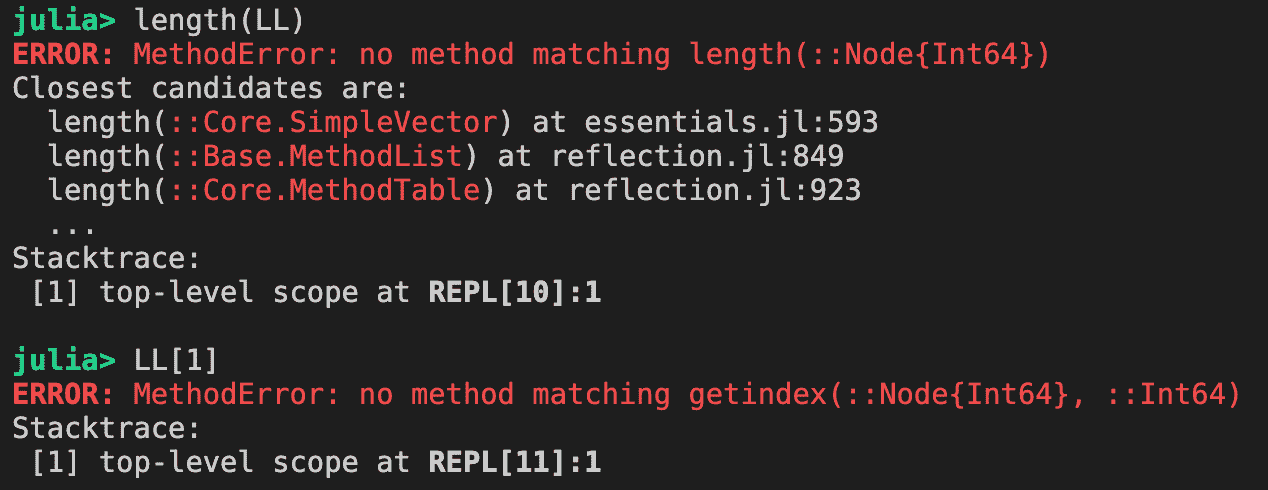 julia> length(LL)
ERROR: MethodError: no method matching length(::Node{Int64})
Closest candidates are:
  length(::Core.SimpleVector) at essentials.jl:593
  length(::Base.MethodList) at reflection.jl:849
  length(::Core.MethodTable) at reflection.jl:923
  ...
Stacktrace:
 [1] top-level scope at REPL[10]:1

julia> LL[1]
ERROR: MethodError: no method matching getindex(::Node{Int64}, ::Int64)
Stacktrace:
 [1] top-level scope at REPL[11]:1